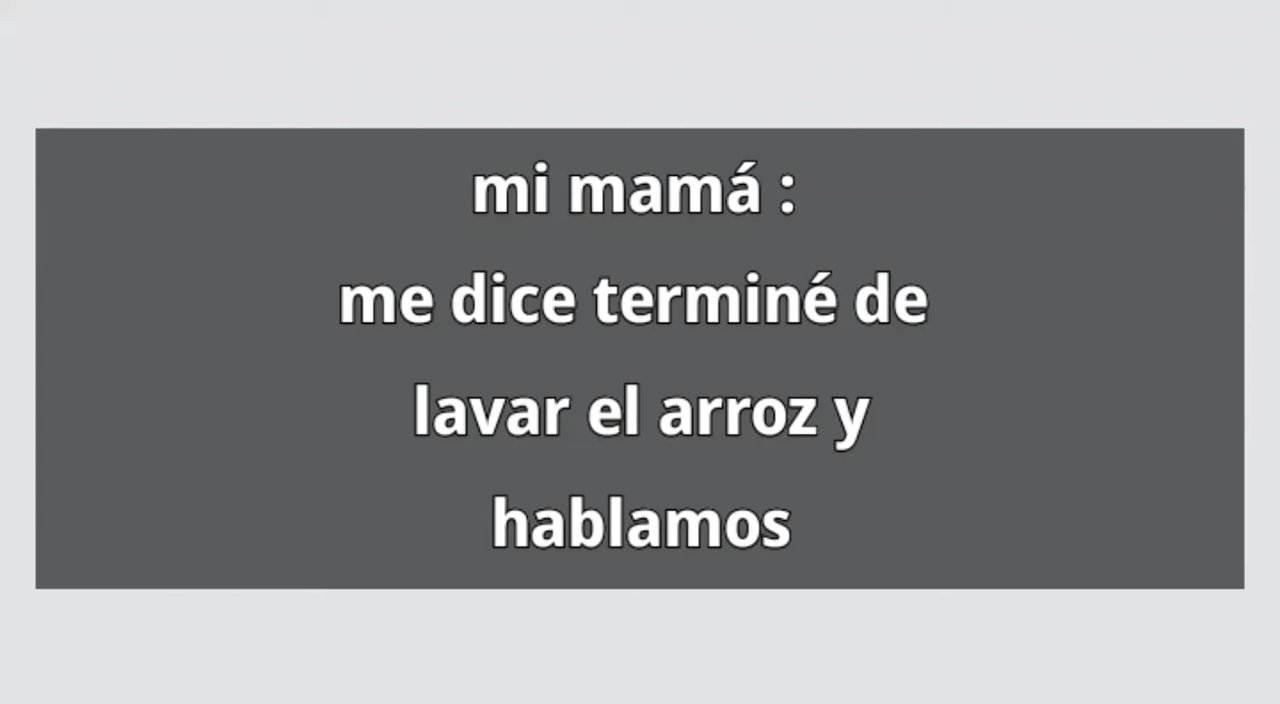 mi mamá :
me dice terminé de
lavar el arroz y
hablamos